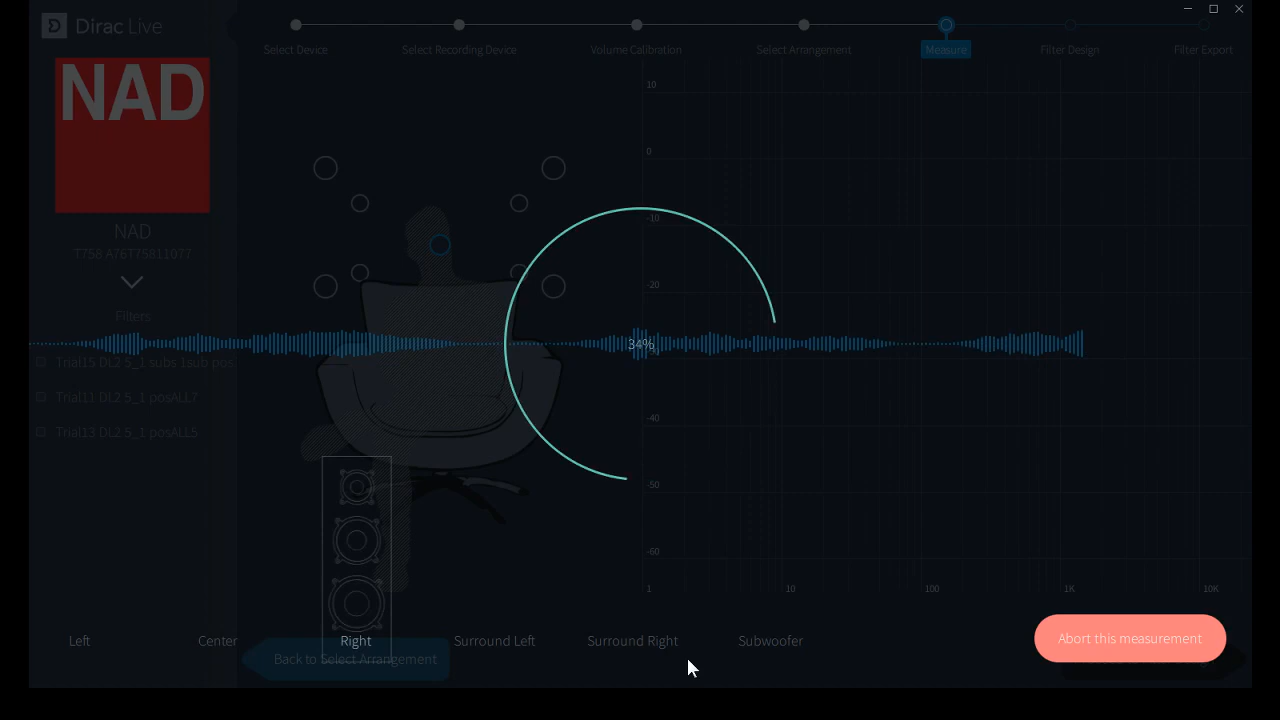 Dirac Live
Select Device
Select Recording Device
Volume Calibration
Select Arrangement
Measure
Filter Design
Filter Export
NAD
NAD
T758 A76T75811077
Filters
Trial15 DL2 5_1 subs 1sub pos
Trial11 DL2 5_1 posALL7
Trial13 DL2 5_1 posALL5
10
0
-10
-20
34%
-40
-50
-60
1
10
100
1K
10K
Left
Center
Right
Surround Left
Surround Right
Subwoofer
Abort this measurement
Back to Select Arrangement